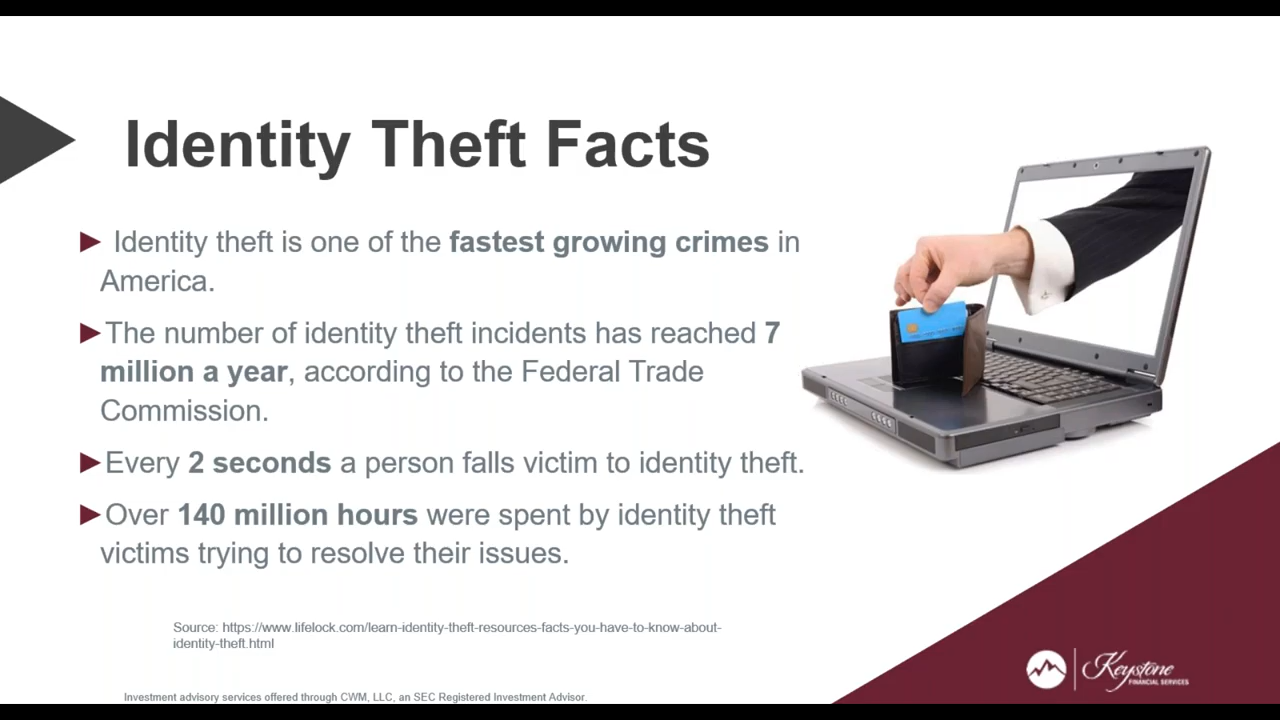 Identity Theft Facts
Identity theft is one of the fastest growing crimes in
America.
The number of identity theft incidents has reached 7
million a year, according to the Federal Trade
Commission.
Every 2 seconds a person falls victim to identity theft.
Over 140 million hours were spent by identity theft
victims trying to resolve their issues.
Source: https://www.lifelock.com/learn-identity-theft-resources-facts-you-have-to-know-about-
identity-theft.html
Keystone
FINANCIAL SERVICES
Investment advisory services offered through CWM, LLC, an SEC Registered Investment Advisor.